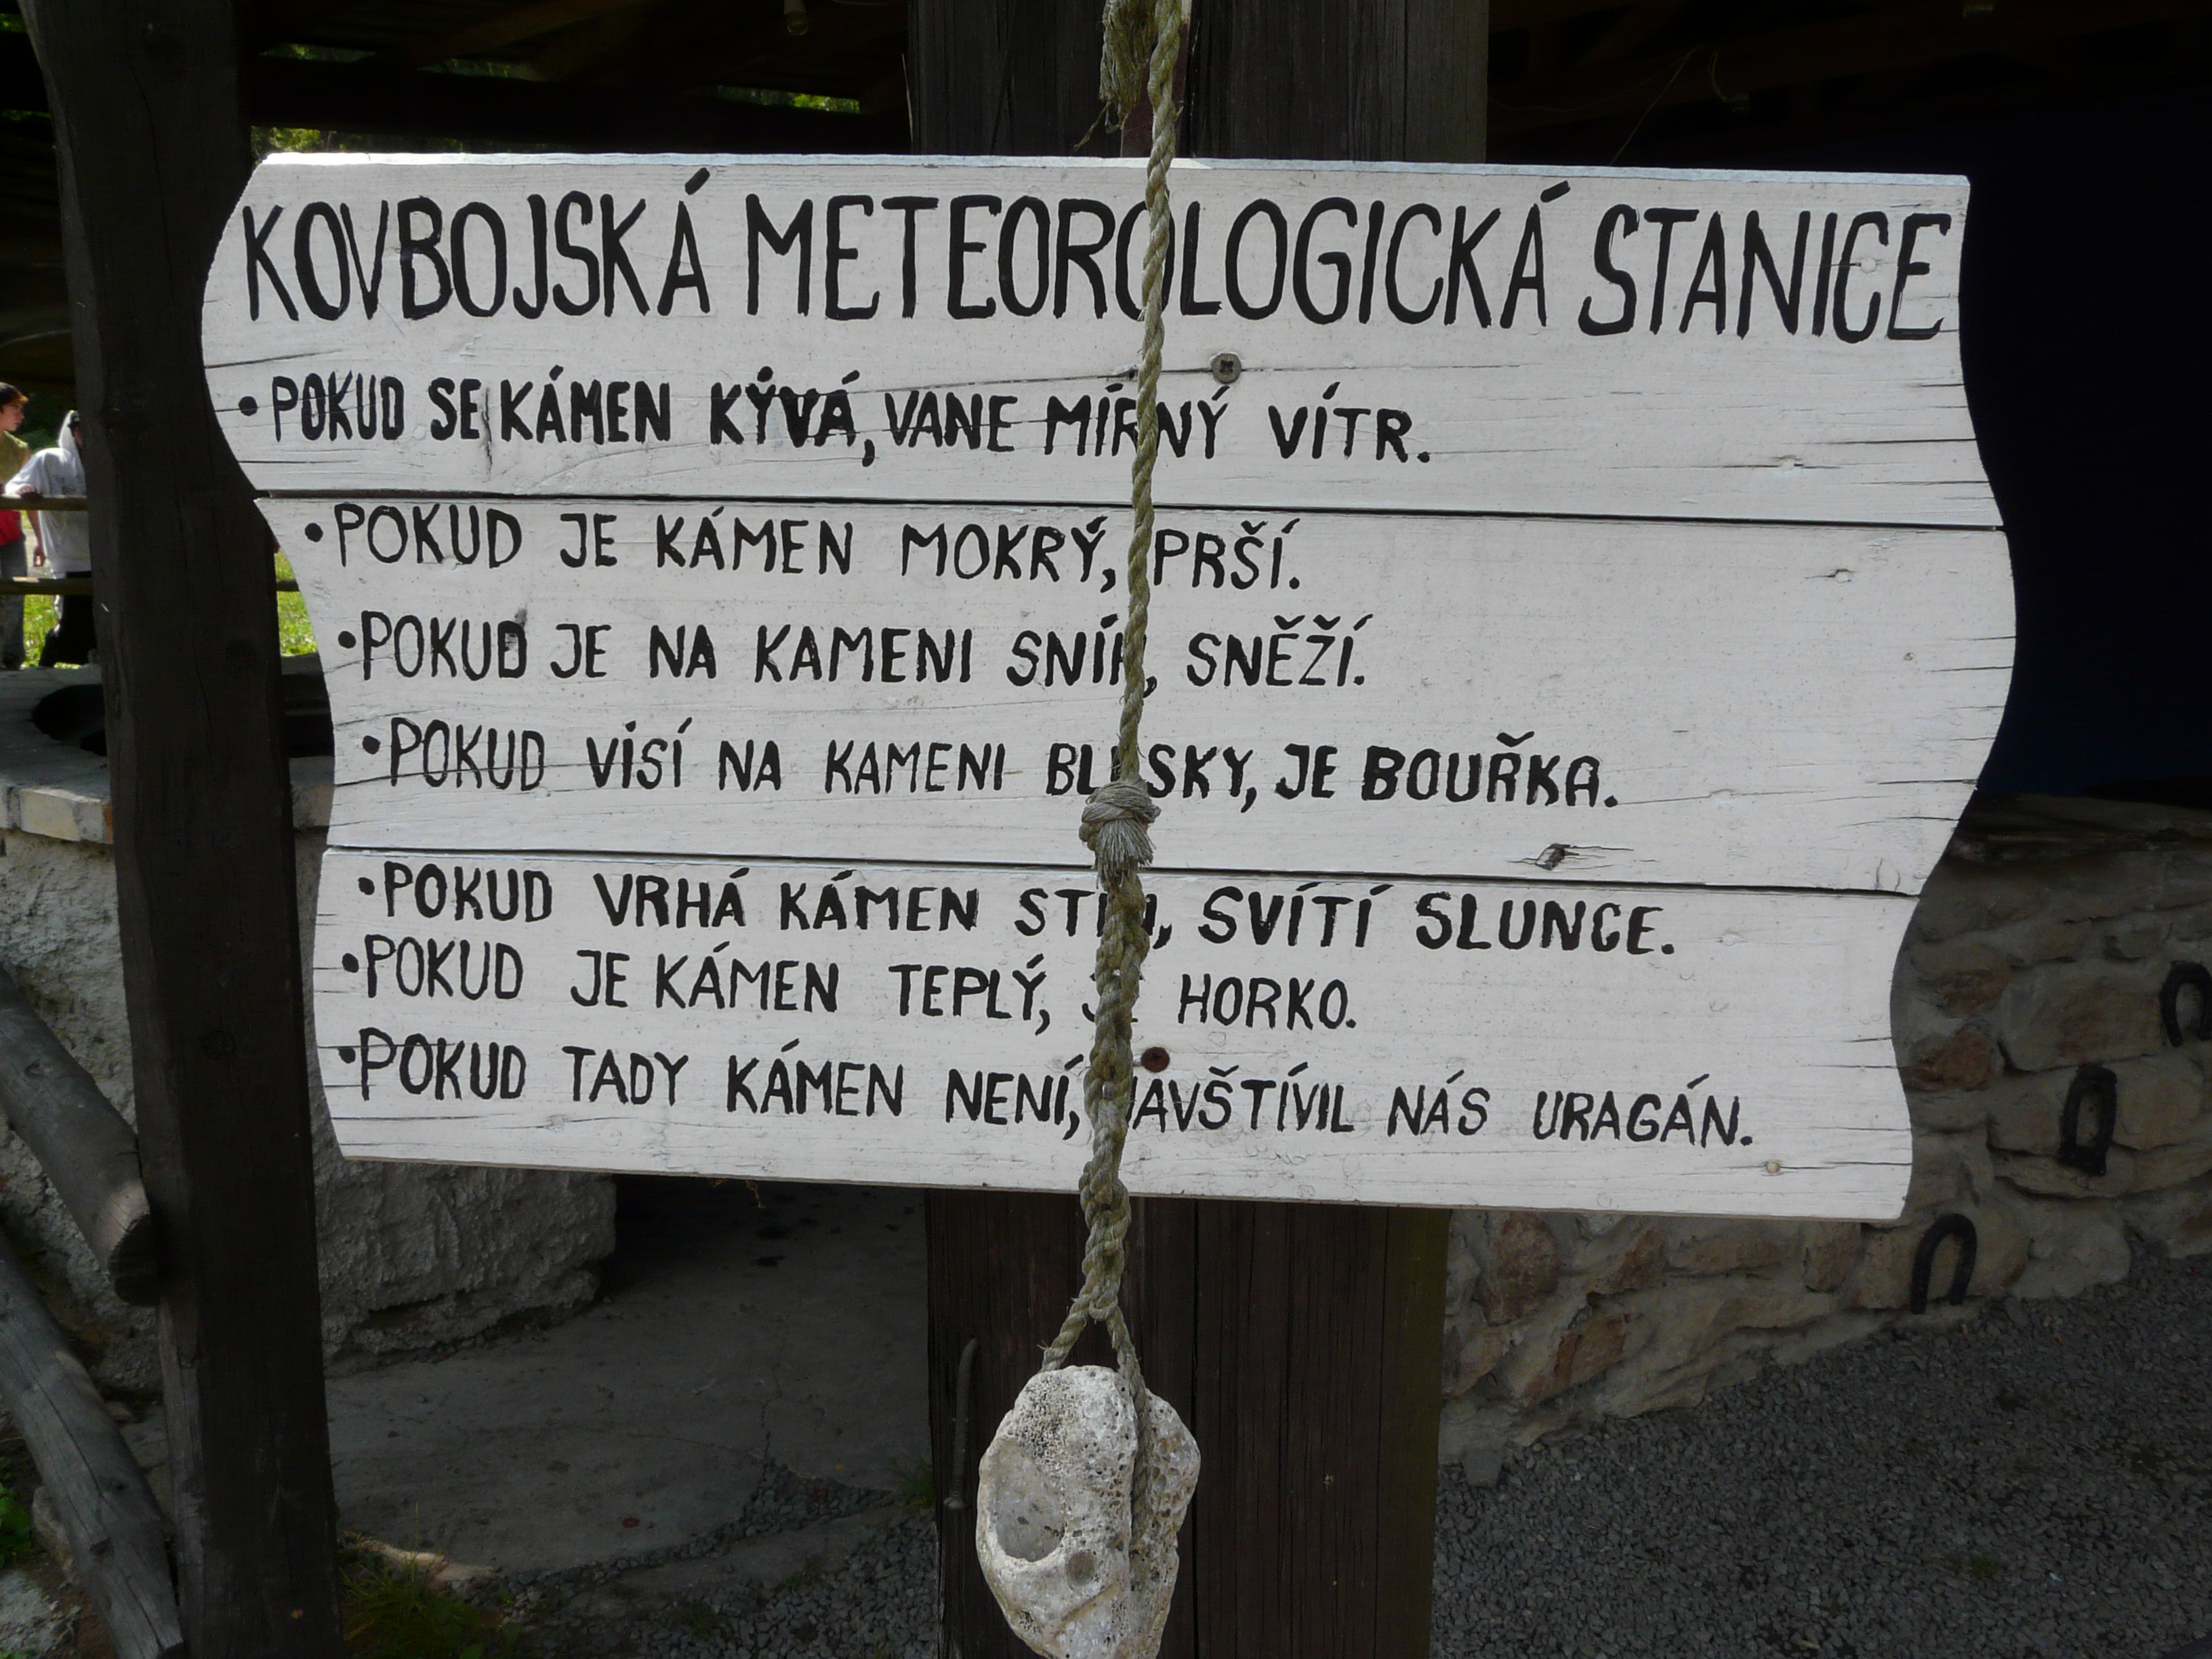 KOVBOJSKÁ METEOROLOGICKÁ STANICE
•POKUD SE KÁMEN KÝVÁ, VANE MÍRNÝ VÍTR.
•POKUD JE KÁMEN MOKRÝ, PRŠÍ.
•POKUD JE NA KAMENI SNÍH, SNĚŽÍ.
•POKUD VISÍ NA KAMENI BLESKY, JE BOUŘKA.
•POKUD VRHÁ KÁMEN STÍN, SVÍTÍ SLUNCE.
•POKUD JE KÁMEN TEPLÝ, JE HORKO.
•POKUD TADY KÁMEN NENÍ, NAVŠTÍVIL NÁS URAGÁN.